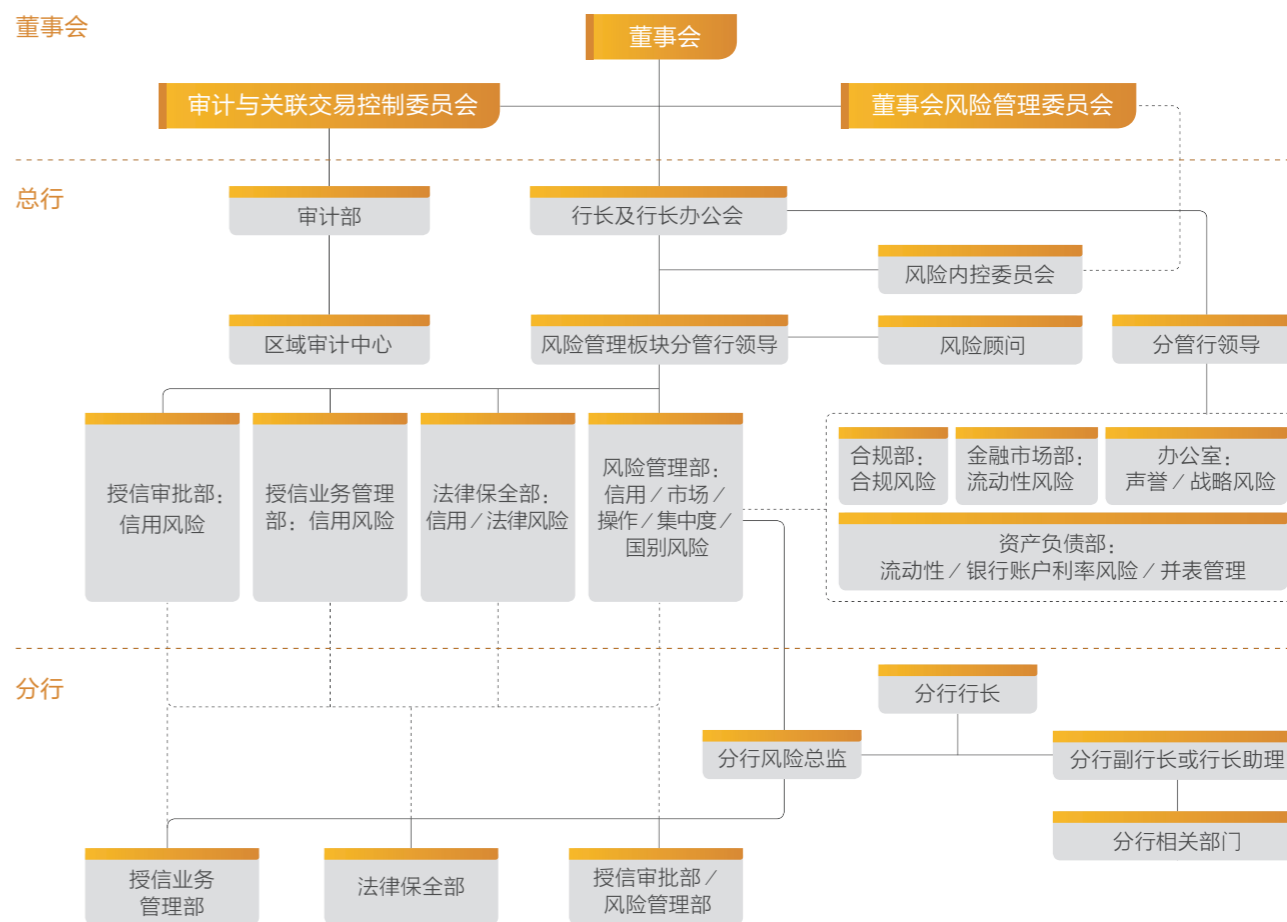 董事会
董事会
审计与关联交易控制委员会
董事会风险管理委员会
总行
审计部
行长及行长办公会
风险内控委员会
区域审计中心
风险管理板块分管行领导
风险顾问
分管行领导
授信审批部：
信用风险
授信业务管理
部：信用风险
法律保全部：
信用/法律风险
风险管理部：
信用/市场/
操作/集中度/
国别风险
合规部：
合规风险
金融市场部：
流动性风险
办公室：
声誉/战略风险
资产负债部：
流动性/银行账户利率风险/并表管理
分行
分行行长
分行风险总监
分行副行长或行长助理
分行相关部门
授信业务
管理部
法律保全部
授信审批部/
风险管理部